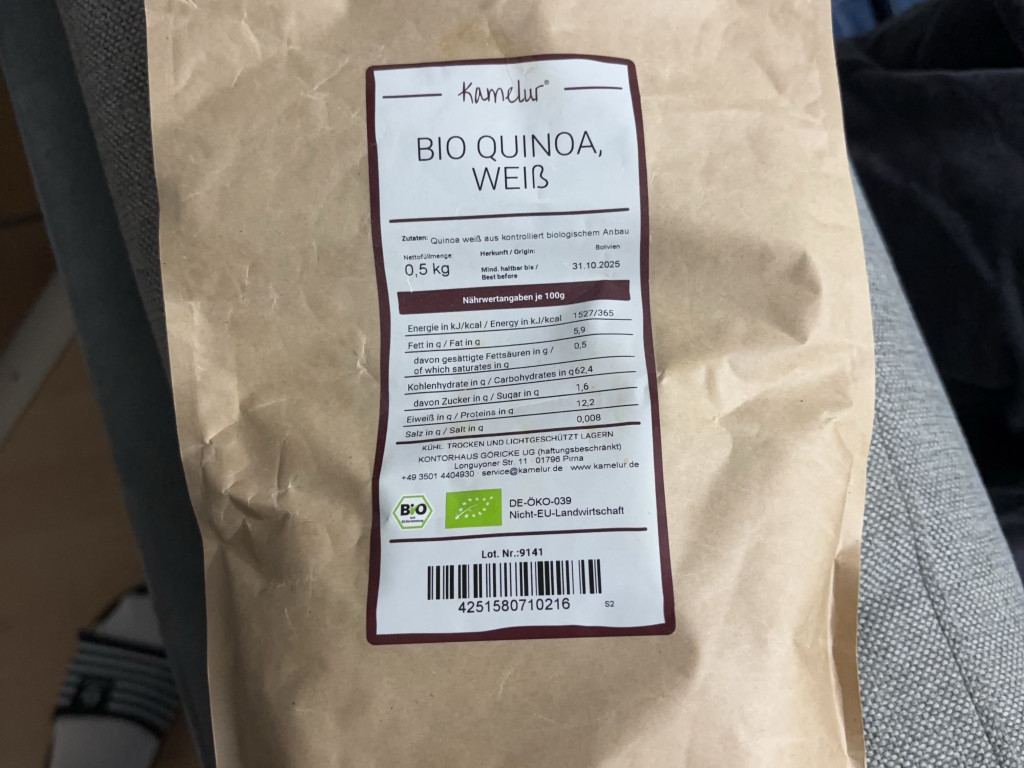 Kamelur®
BIO QUINOA,
WEIß
Zutaten: Quinoa weiß aus kontrolliert biologischem Anbau
Nettofüllmenge: Herkunft / Origin: Bolivien
0,5 kg Mind. haltbar bis / Best before 31.10.2025
Nährwertangaben je 100g
Energie in kJ/kcal / Energy in kJ/kcal 1527/365
Fett in g / Fat in g 5,9
davon gesättigte Fettsäuren in g / 0,5
of which saturates in g
Kohlenhydrate in g / Carbohydrates in g 62,4
davon Zucker in g / Sugar in g 1,6
Eiweiß in g / Proteins in g 12,2
Salz in g / Salt in g 0,008
KÜHL, TROCKEN UND LICHTGESCHÜTZT LAGERN
KONTORHAUS GÖRICKE UG (haftungsbeschränkt)
Longuyoner Str. 11 · 01796 Pirna
+49 3501 4404930 · service@kamelur.de · www.kamelur.de
BiO
DE-ÖKO-039
Nicht-EU-Landwirtschaft
Lot. Nr.:9141
4251580710216
S2